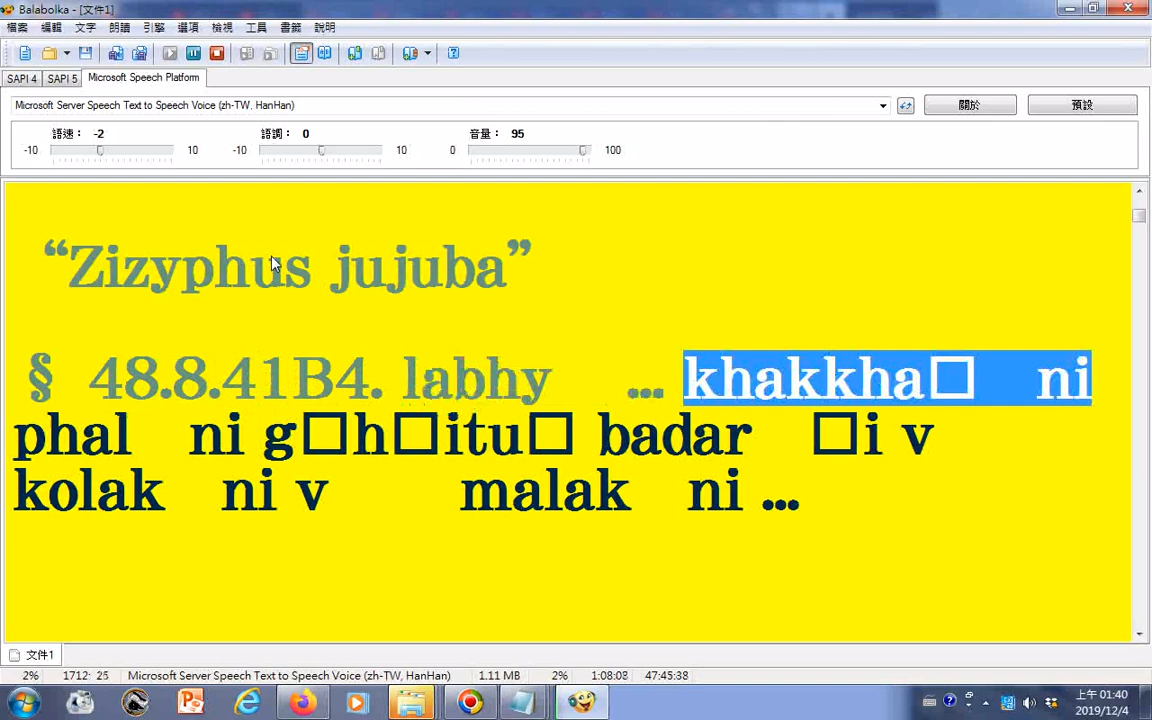 Balabolka - [文件1]
檔案 編輯 文字 朗讀 引擎 選項 檢視 工具 書籤 說明
SAPI 4 SAPI 5 Microsoft Speech Platform
Microsoft Server Speech Text to Speech Voice (zh-TW, HanHan) 關於 預設
語速： -2 語調： 0 音量： 95
-10 10 -10 10 0 100
“Zizyphus jujuba”
§ 48.8.41B4. labhy ... khakkha□ ni
phal ni g□h□itu□ badar □i v
kolak ni v malak ni ...
文件1
2% 1712: 25 Microsoft Server Speech Text to Speech Voice (zh-TW, HanHan) 1.11 MB 2% 1:08:08 47:45:38
上午 01:40
2019/12/4